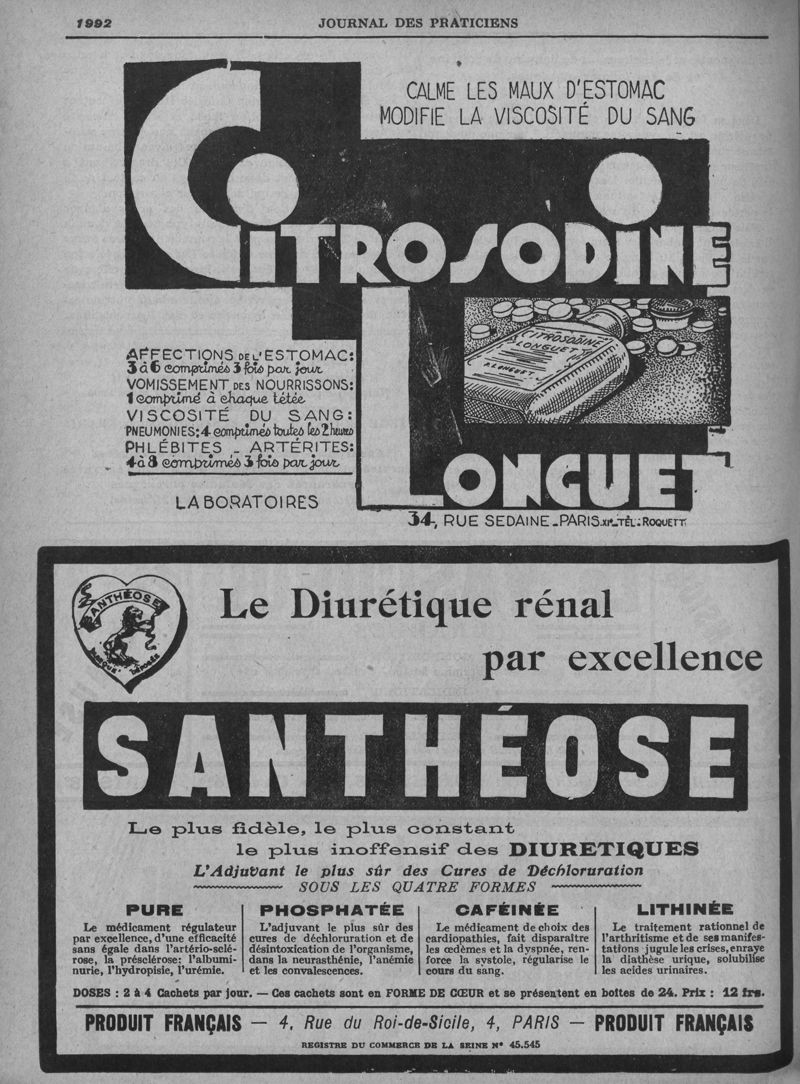 1992
JOURNAL DES PRATICIENS
CALME LES MAUX D'ESTOMAC
MODIFIE LA VISCOSITÉ DU SANG
CITROSODINE
CITROSODINE
LONGUET
A. LONGUET
AFFECTIONS DE L'ESTOMAC:
3 à 6 comprimés 3 fois par jour
VOMISSEMENT DES NOURRISSONS:
1 comprimé à chaque tétée
VISCOSITÉ DU SANG:
PNEUMONIES: 4 comprimés toutes les 2 heures
PHLÉBITES - ARTÉRITES:
4 à 8 comprimés 3 fois par jour
LABORATOIRES
LONGUET
34, RUE SEDAINE - PARIS XIe - TÉL: ROQUETT
SANTHÉOSE
MARQUE DÉPOSÉE
Le Diurétique rénal
par excellence
SANTHÉOSE
Le plus fidèle, le plus constant
le plus inoffensif des DIURETIQUES
L'Adjuvant le plus sûr des Cures de Déchloruration
SOUS LES QUATRE FORMES
PURE
Le médicament régulateur
par excellence, d'une efficacité
sans égale dans l'artério-sclé-
rose, la présclérose: l'albumi-
nurie, l'hydropisie, l'urémie.
PHOSPHATÉE
L'adjuvant le plus sûr des
cures de déchloruration et de
désintoxication de l'organisme,
dans la neurasthénie, l'anémie
et les convalescences.
CAFÉINÉE
Le médicament de choix des
cardiopathies, fait disparaître
les œdèmes et la dyspnée, ren-
force la systole, régularise le
cours du sang.
LITHINÉE
Le traitement rationnel de
l'arthritisme et de ses manifes-
tations jugule les crises, enraye
la diathèse urique, solubilise
les acides urinaires.
DOSES : 2 à 4 Cachets par jour. — Ces cachets sont en FORME DE CŒUR et se présentent en boîtes de 24. Prix : 12 frs.
PRODUIT FRANÇAIS — 4, Rue du Roi-de-Sicile, 4, PARIS — PRODUIT FRANÇAIS
REGISTRE DU COMMERCE DE LA SEINE N° 45.545